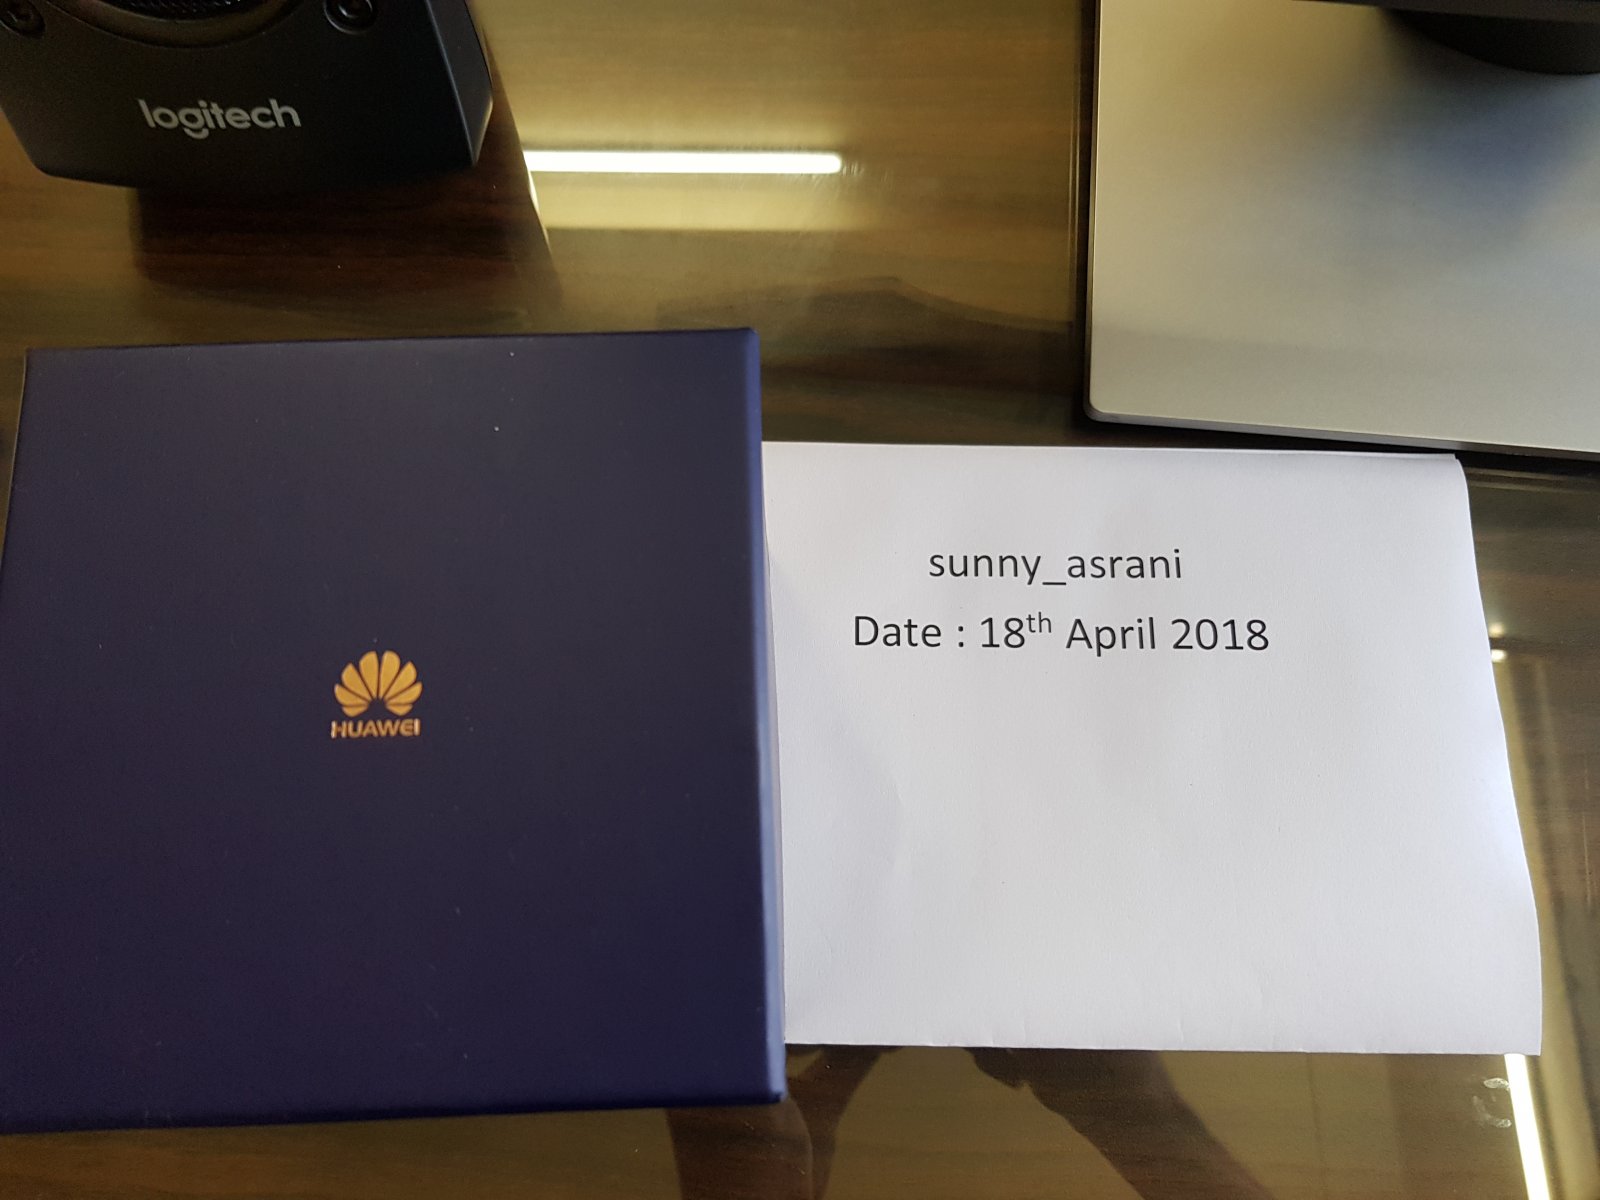 logitech
HUAWEI
sunny_asrani
Date : 18th April 2018